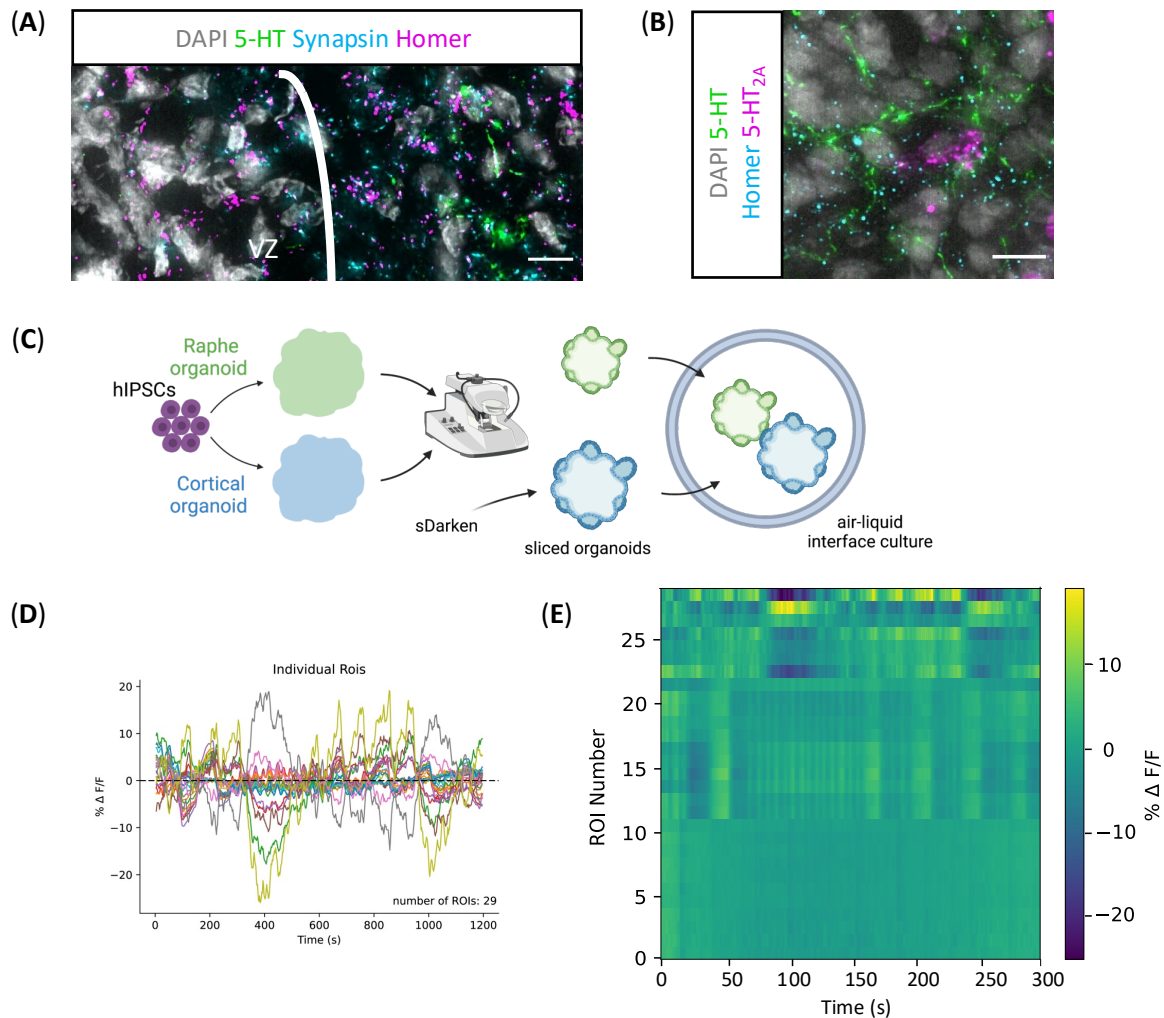 (A)
DAPI 5-HT Synapsin Homer
VZ
(B)
DAPI 5-HT
Homer 5-HT2A
(C)
hIPSCs
Raphe
organoid
Cortical
organoid
sDarken
sliced organoids
air-liquid
interface culture
(D)
Individual Rois
20
10
0
−10
−20
% Δ F/F
number of ROIs: 29
0 200 400 600 800 1000 1200
Time (s)
(E)
25
20
15
10
5
0
ROI Number
0 50 100 150 200 250 300
Time (s)
10
0
−10
−20
% Δ F/F